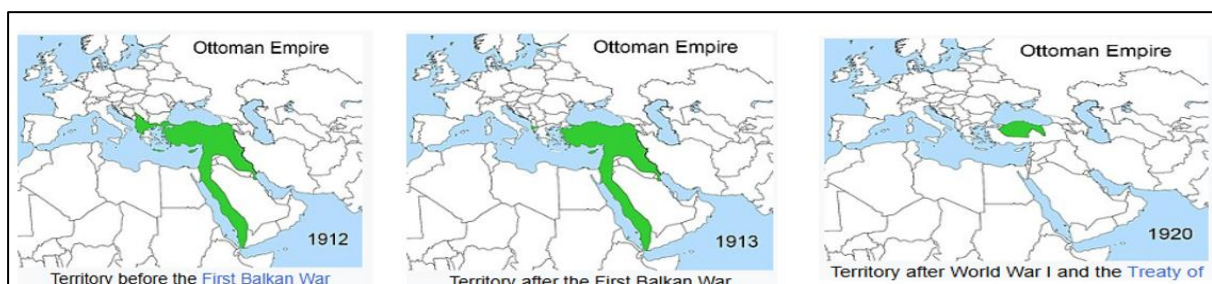 Ottoman Empire
1912
Territory before the First Balkan War
Ottoman Empire
1913
Territory after the First Balkan War
Ottoman Empire
1920
Territory after World War I and the Treaty of